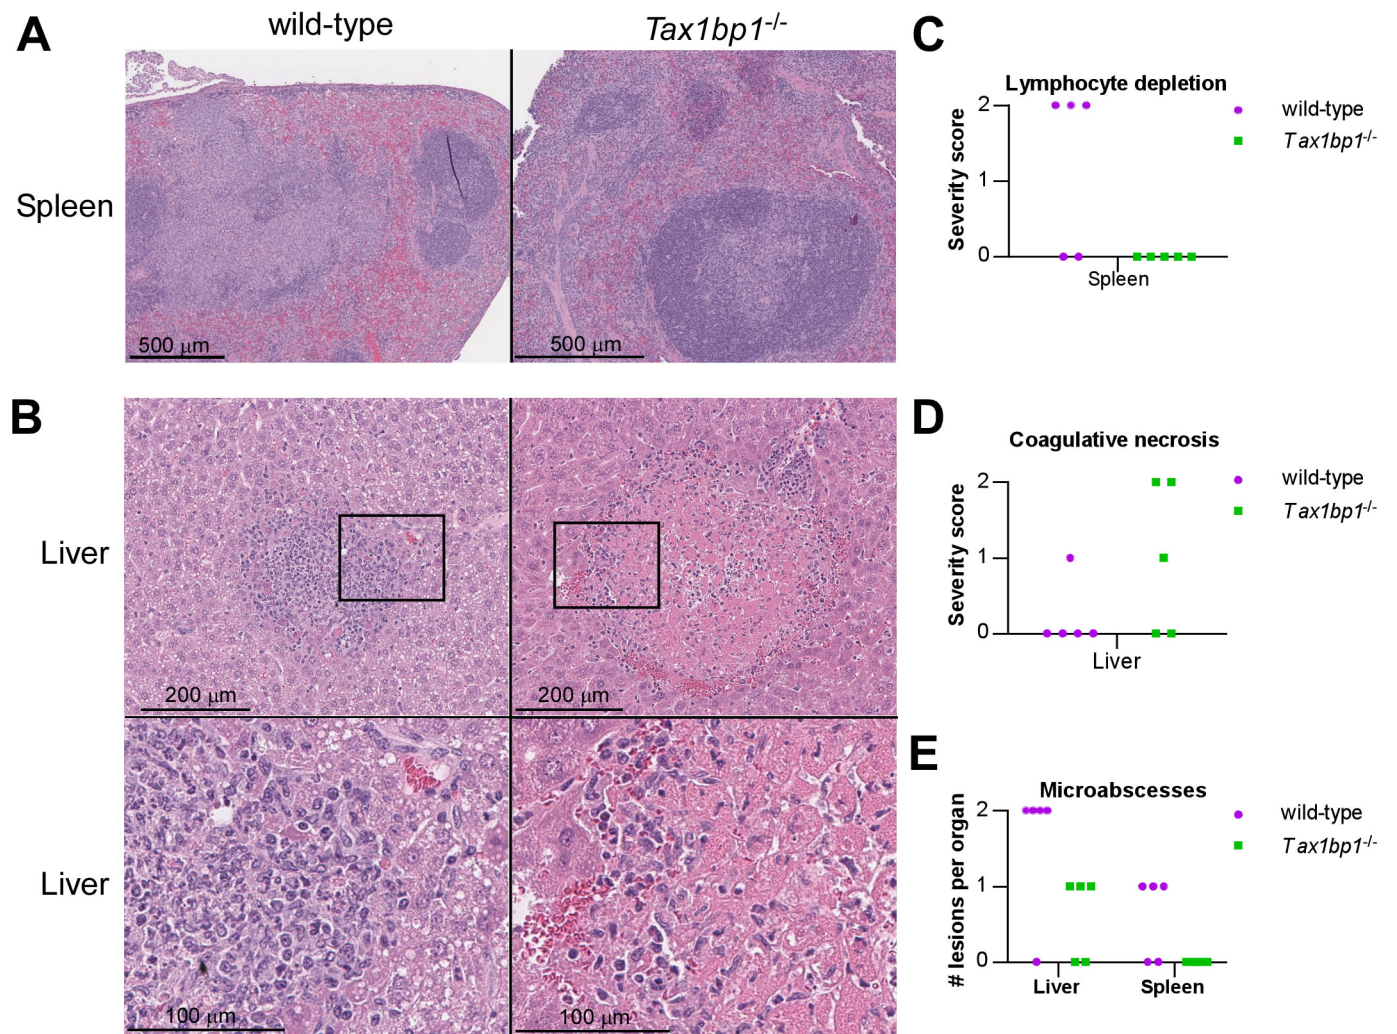 A
wild-type
Tax1bp1-/-
Spleen
500 μm
500 μm
B
Liver
200 μm
200 μm
Liver
100 μm
100 μm
C
Lymphocyte depletion
Severity score
2
1
0
Spleen
wild-type
Tax1bp1-/-
D
Coagulative necrosis
Severity score
2
1
0
Liver
wild-type
Tax1bp1-/-
E
Microabscesses
# lesions per organ
2
1
0
Liver Spleen
wild-type
Tax1bp1-/-